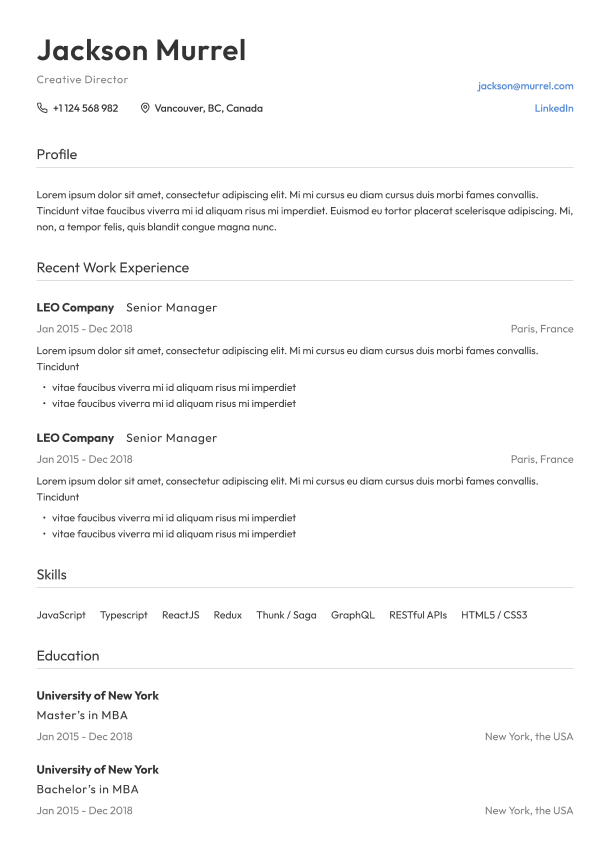 Jackson Murrel
Creative Director
jackson@murrel.com
+1 124 568 982 Vancouver, BC, Canada LinkedIn
Profile
Lorem ipsum dolor sit amet, consectetur adipiscing elit. Mi mi cursus eu diam cursus duis morbi fames convallis.
Tincidunt vitae faucibus viverra mi id aliquam risus mi imperdiet. Euismod eu tortor placerat scelerisque adipiscing. Mi,
non, a tempor felis, quis blandit congue magna nunc.
Recent Work Experience
LEO Company Senior Manager
Jan 2015 - Dec 2018 Paris, France
Lorem ipsum dolor sit amet, consectetur adipiscing elit. Mi mi cursus eu diam cursus duis morbi fames convallis.
Tincidunt
• vitae faucibus viverra mi id aliquam risus mi imperdiet
• vitae faucibus viverra mi id aliquam risus mi imperdiet
LEO Company Senior Manager
Jan 2015 - Dec 2018 Paris, France
Lorem ipsum dolor sit amet, consectetur adipiscing elit. Mi mi cursus eu diam cursus duis morbi fames convallis.
Tincidunt
• vitae faucibus viverra mi id aliquam risus mi imperdiet
• vitae faucibus viverra mi id aliquam risus mi imperdiet
Skills
JavaScript Typescript ReactJS Redux Thunk / Saga GraphQL RESTful APIs HTML5 / CSS3
Education
University of New York
Master's in MBA
Jan 2015 - Dec 2018 New York, the USA
University of New York
Bachelor's in MBA
Jan 2015 - Dec 2018 New York, the USA